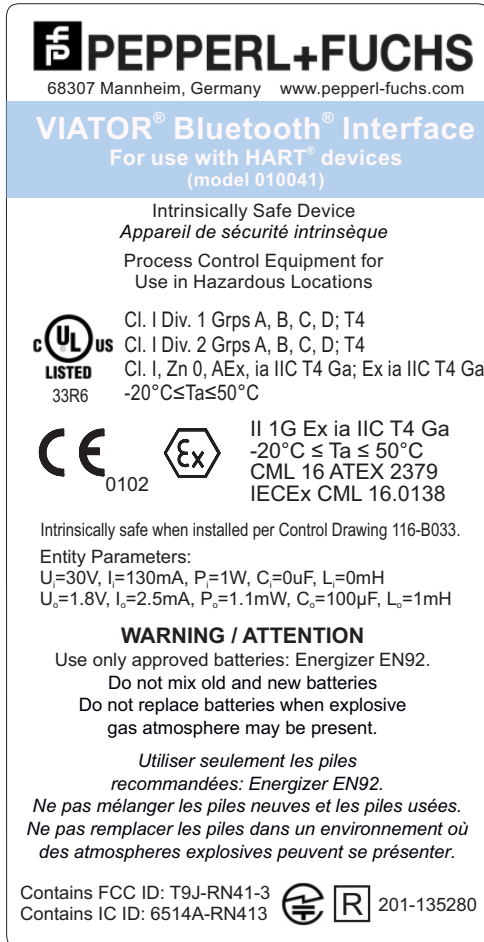 PEPPERL+FUCHS
68307 Mannheim, Germany www.pepperl-fuchs.com
VIATOR® Bluetooth® Interface
For use with HART® devices
(model 010041)
Intrinsically Safe Device
Appareil de sécurité intrinsèque
Process Control Equipment for
Use in Hazardous Locations
Cl. I Div. 1 Grps A, B, C, D; T4
Cl. I Div. 2 Grps A, B, C, D; T4
Cl. I, Zn 0, AEx, ia IIC T4 Ga; Ex ia IIC T4 Ga
-20°C≤Ta≤50°C
C UL US
LISTED
33R6
CE 0102
Ex
II 1G Ex ia IIC T4 Ga
-20°C ≤ Ta ≤ 50°C
CML 16 ATEX 2379
IECEx CML 16.0138
Intrinsically safe when installed per Control Drawing 116-B033.
Entity Parameters:
Uᵢ=30V, Iᵢ=130mA, Pᵢ=1W, Cᵢ=0uF, Lᵢ=0mH
Uₒ=1.8V, Iₒ=2.5mA, Pₒ=1.1mW, Cₒ=100µF, Lₒ=1mH
WARNING / ATTENTION
Use only approved batteries: Energizer EN92.
Do not mix old and new batteries
Do not replace batteries when explosive
gas atmosphere may be present.
Utiliser seulement les piles
recommandées: Energizer EN92.
Ne pas mélanger les piles neuves et les piles usées.
Ne pas remplacer les piles dans un environnement où
des atmospheres explosives peuvent se présenter.
Contains FCC ID: T9J-RN41-3
Contains IC ID: 6514A-RN413
R 201-135280